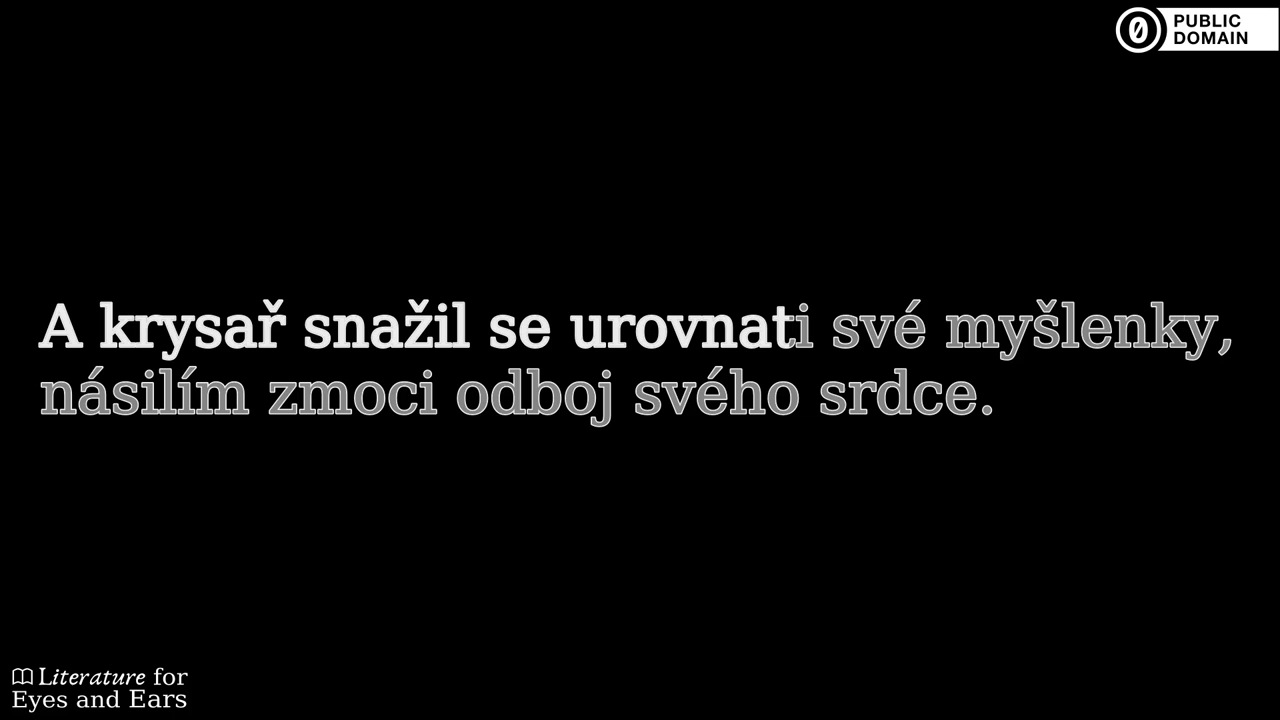 PUBLIC
DOMAIN
A krysař snažil se urovnati své myšlenky,
násilím zmoci odboj svého srdce.
Literature for
Eyes and Ears